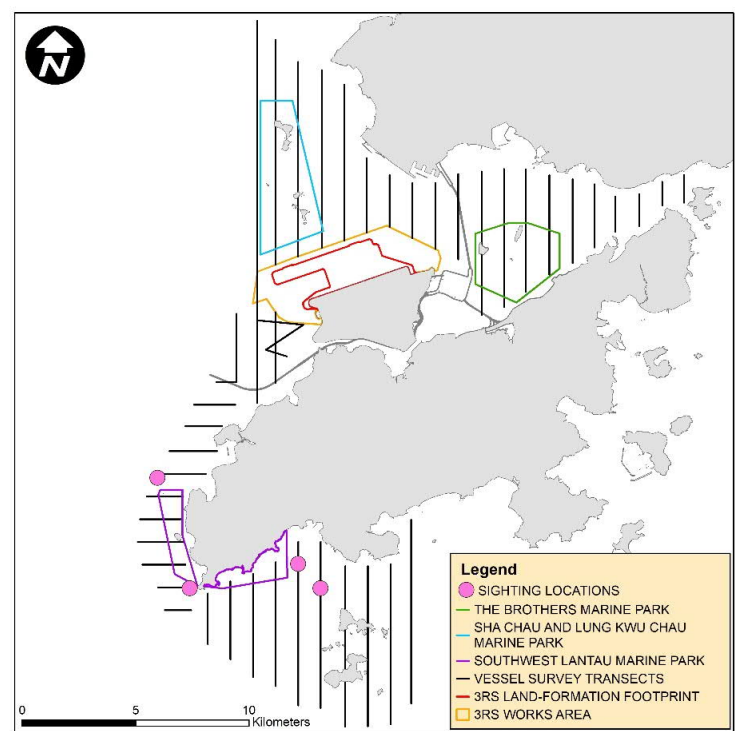 N
Legend
SIGHTING LOCATIONS
THE BROTHERS MARINE PARK
SHA CHAU AND LUNG KWU CHAU
MARINE PARK
SOUTHWEST LANTAU MARINE PARK
VESSEL SURVEY TRANSECTS
3RS LAND-FORMATION FOOTPRINT
3RS WORKS AREA
0 5 10
Kilometers